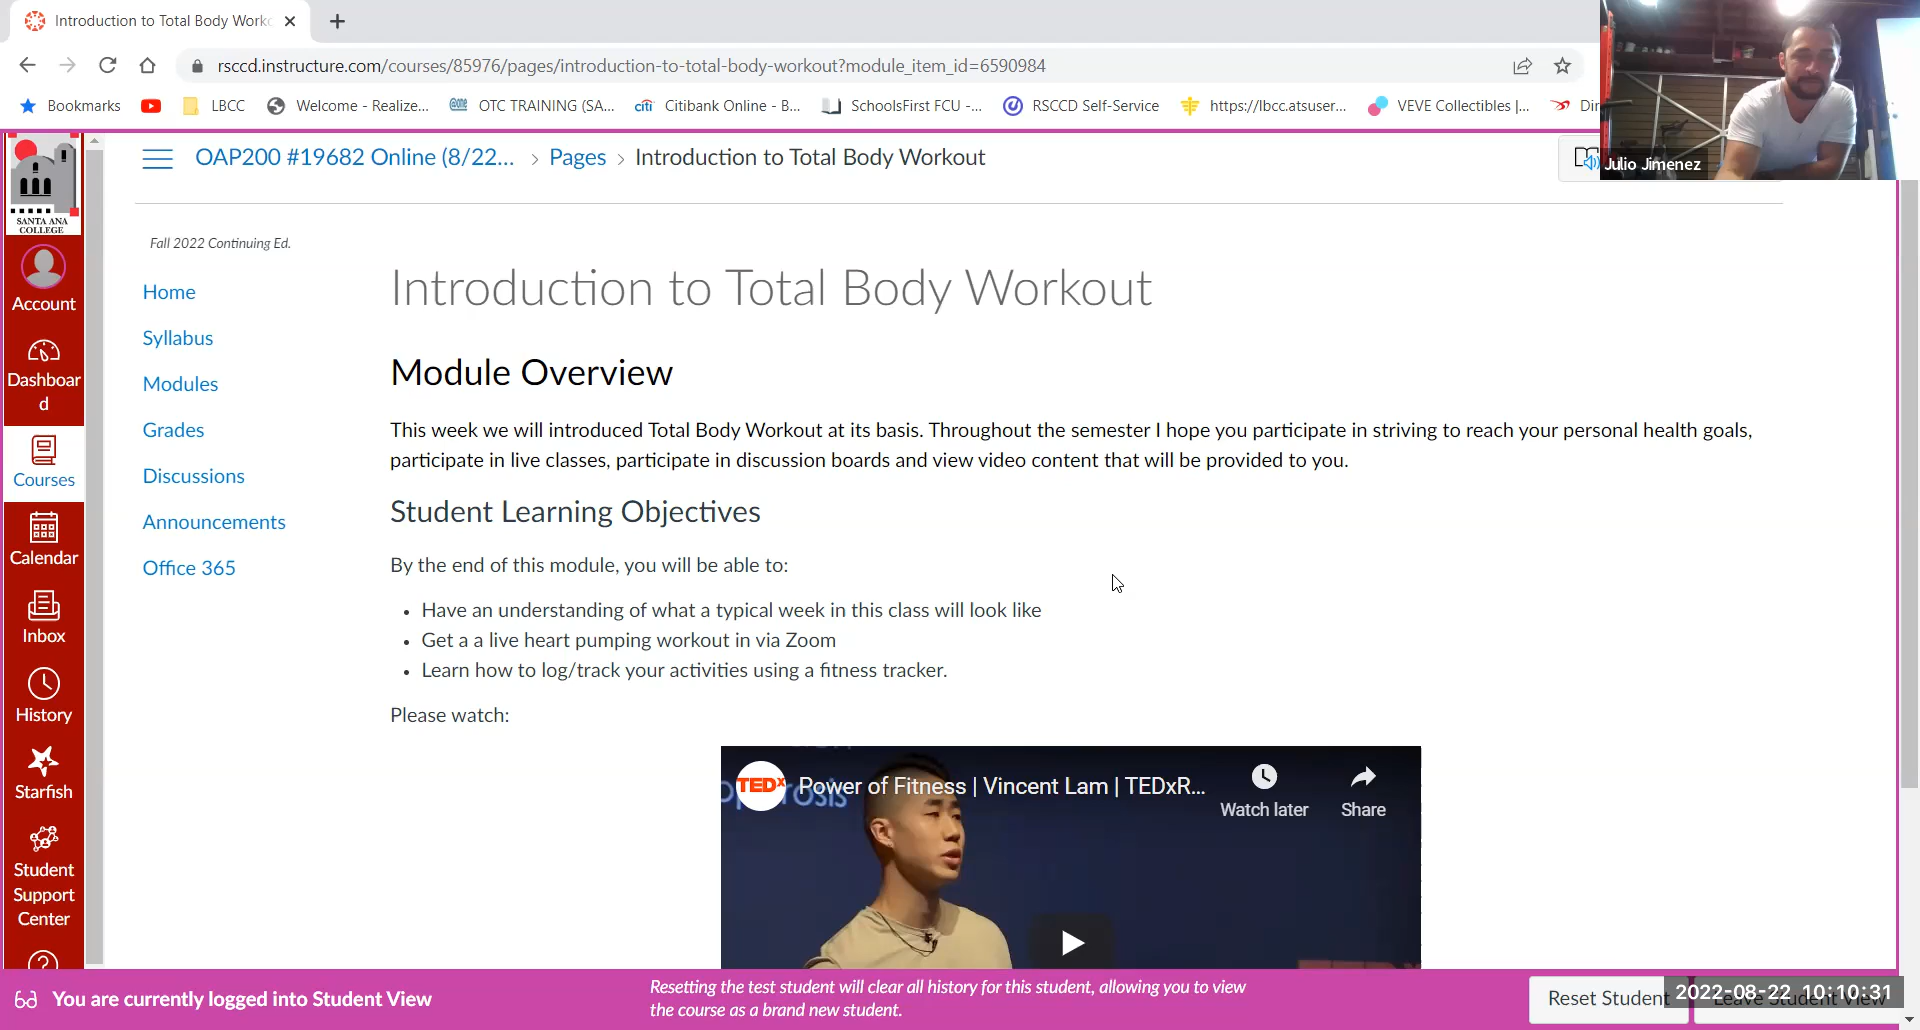 Introduction to Total Body Work
rsccd.instructure.com/courses/85976/pages/introduction-to-total-body-workout?module_item_id=6590984
Bookmarks LBCC Welcome - Realize... OTC TRAINING (SA... citi Citibank Online - B... SchoolsFirst FCU -... RSCCD Self-Service https://lbcc.atsuser... VEVE Collectibles |... Dir
Julio Jimenez
SANTA ANA
COLLEGE
OAP200 #19682 Online (8/22... > Pages > Introduction to Total Body Workout
Account
Dashboar
d
Courses
Calendar
Inbox
History
Starfish
Student
Support
Center
Fall 2022 Continuing Ed.
Home
Syllabus
Modules
Grades
Discussions
Announcements
Office 365
Introduction to Total Body Workout
Module Overview
This week we will introduced Total Body Workout at its basis. Throughout the semester I hope you participate in striving to reach your personal health goals,
participate in live classes, participate in discussion boards and view video content that will be provided to you.
Student Learning Objectives
By the end of this module, you will be able to:
• Have an understanding of what a typical week in this class will look like
• Get a a live heart pumping workout in via Zoom
• Learn how to log/track your activities using a fitness tracker.
Please watch:
TEDx Power of Fitness | Vincent Lam | TEDxR...
Watch later
Share
You are currently logged into Student View
Resetting the test student will clear all history for this student, allowing you to view
the course as a brand new student.
Reset Student
Leave Student View
2022-08-22 10:10:31